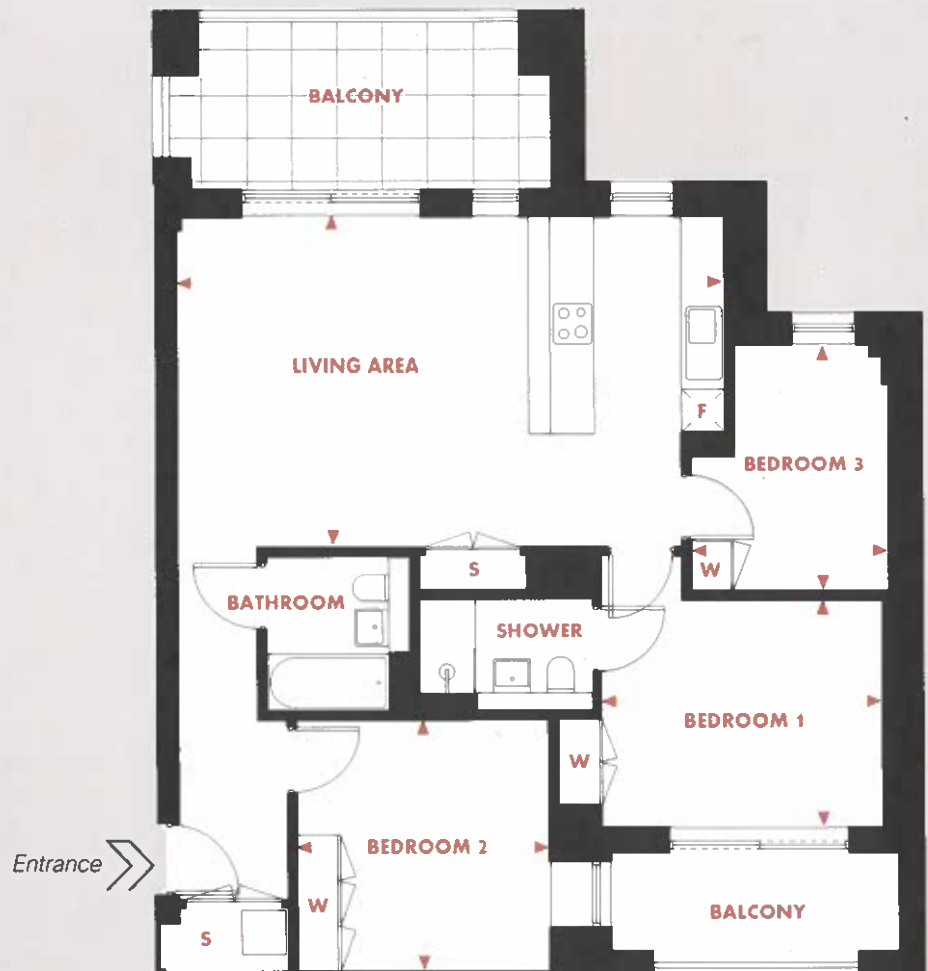 BALCONY
LIVING AREA
F
BEDROOM 3
W
S
BATHROOM
SHOWER
BEDROOM 1
W
BEDROOM 2
W
Entrance
BALCONY
S